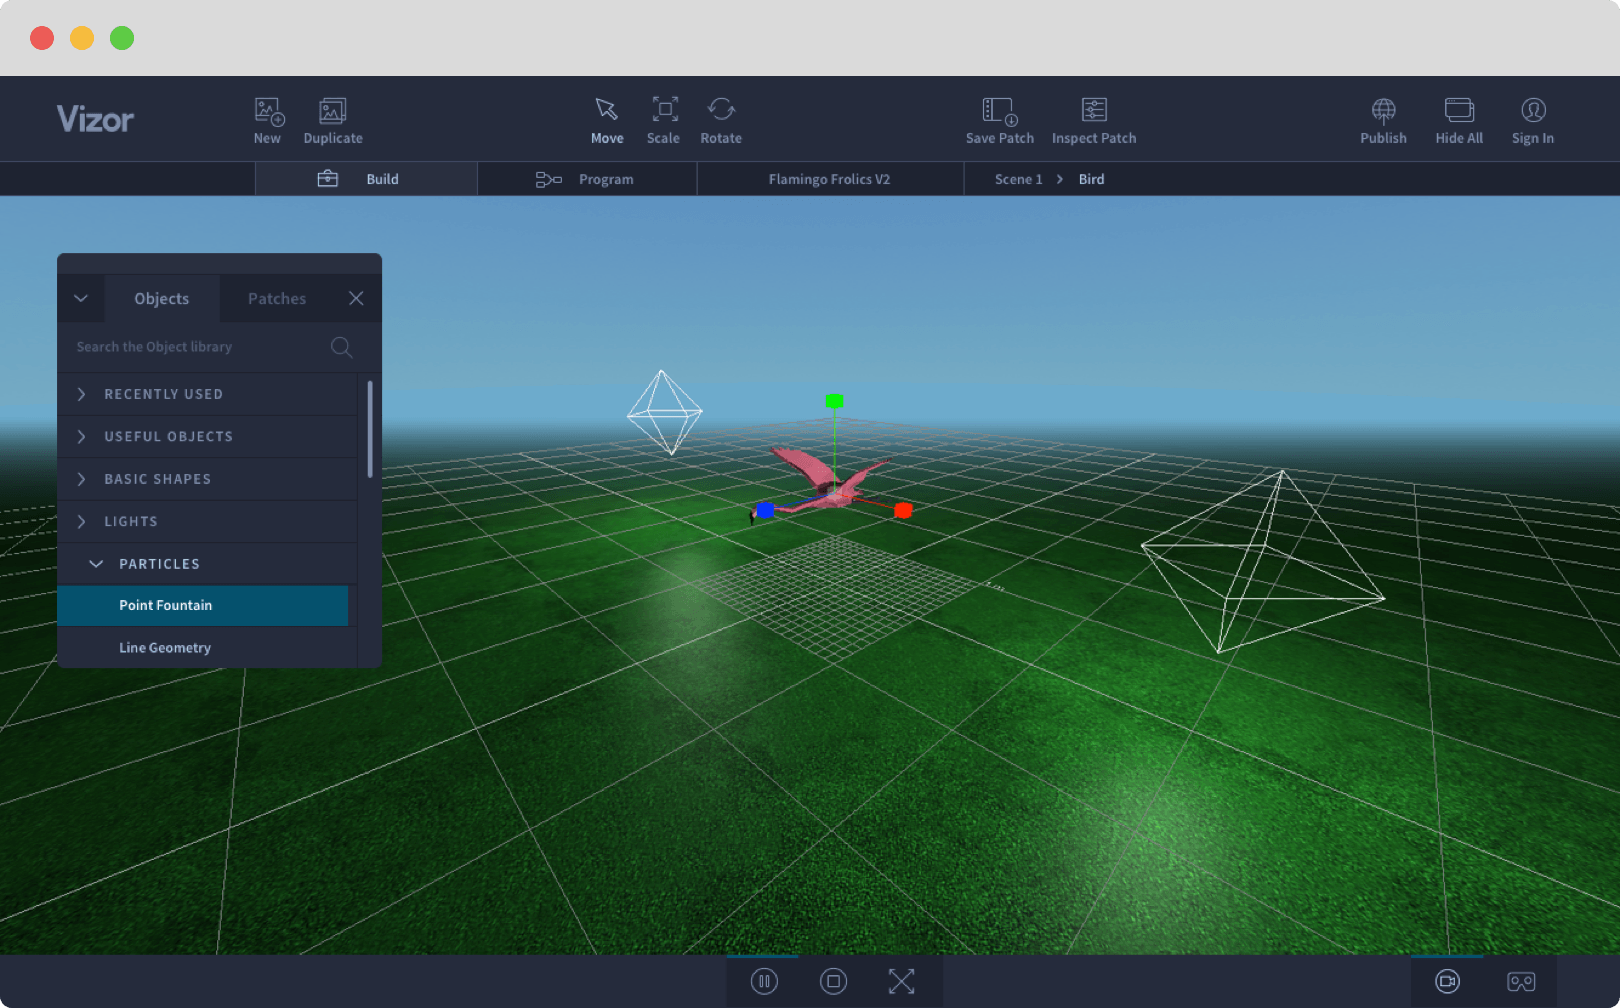 Vizor
New
Duplicate
Move
Scale
Rotate
Save Patch
Inspect Patch
Publish
Hide All
Sign In
Build
Program
Flamingo Frolics V2
Scene 1 > Bird
Objects
Patches
Search the Object library
RECENTLY USED
USEFUL OBJECTS
BASIC SHAPES
LIGHTS
PARTICLES
Point Fountain
Line Geometry